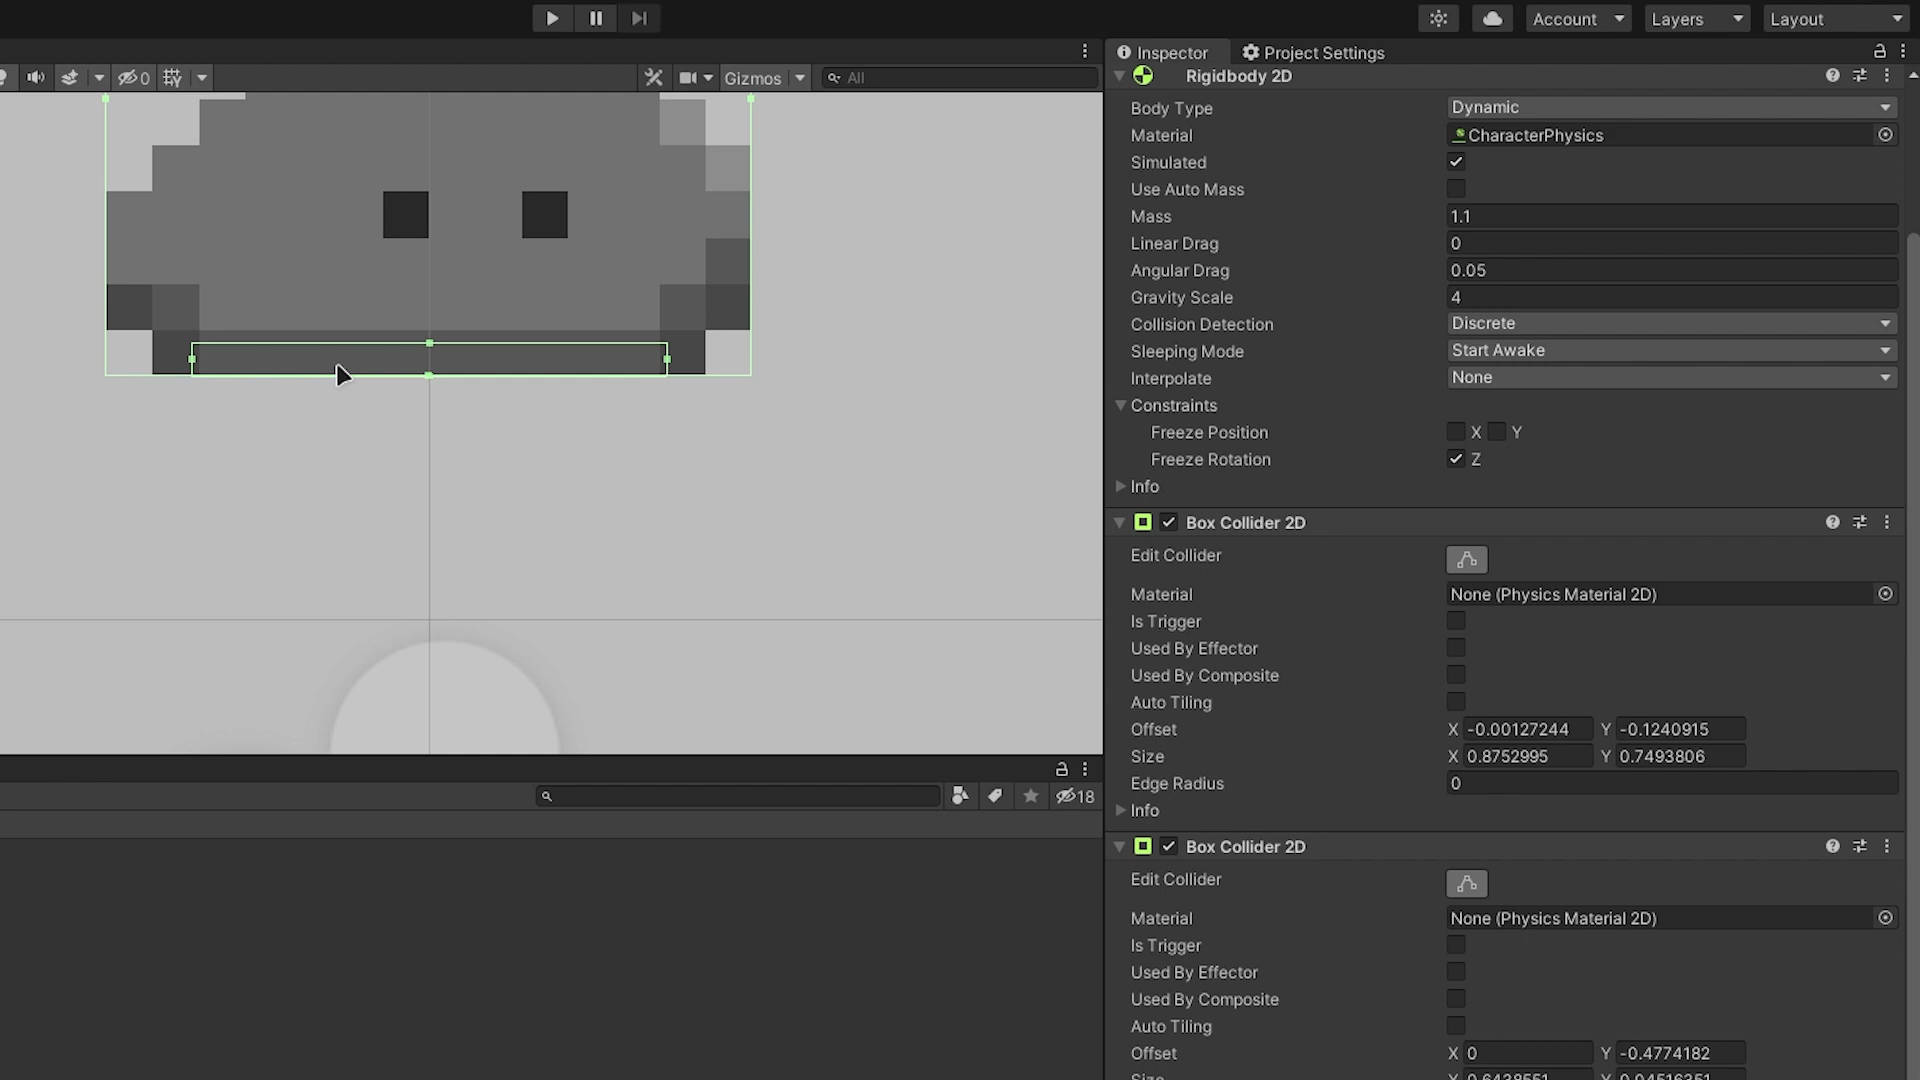 Account
Layers
Layout
Inspector
Project Settings
0
Gizmos
All
Rigidbody 2D
Body Type Dynamic
Material CharacterPhysics
Simulated
Use Auto Mass
Mass 1.1
Linear Drag 0
Angular Drag 0.05
Gravity Scale 4
Collision Detection Discrete
Sleeping Mode Start Awake
Interpolate None
Constraints
Freeze Position X Y
Freeze Rotation Z
Info
Box Collider 2D
Edit Collider
Material None (Physics Material 2D)
Is Trigger
Used By Effector
Used By Composite
Auto Tiling
Offset X -0.00127244 Y -0.1240915
Size X 0.8752995 Y 0.7493806
Edge Radius 0
Info
18
Box Collider 2D
Edit Collider
Material None (Physics Material 2D)
Is Trigger
Used By Effector
Used By Composite
Auto Tiling
Offset X 0 Y -0.4774182
Size X Y